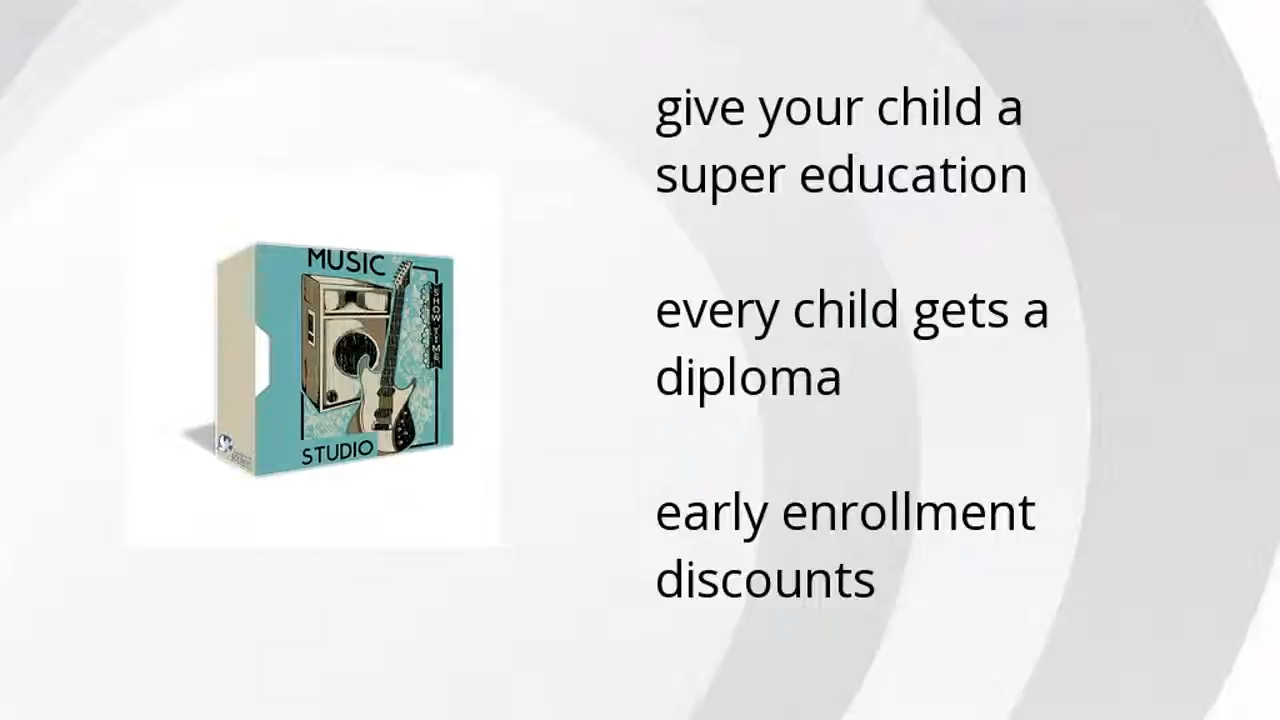 MUSIC
SHOW TIME
STUDIO
give your child a
super education
every child gets a
diploma
early enrollment
discounts